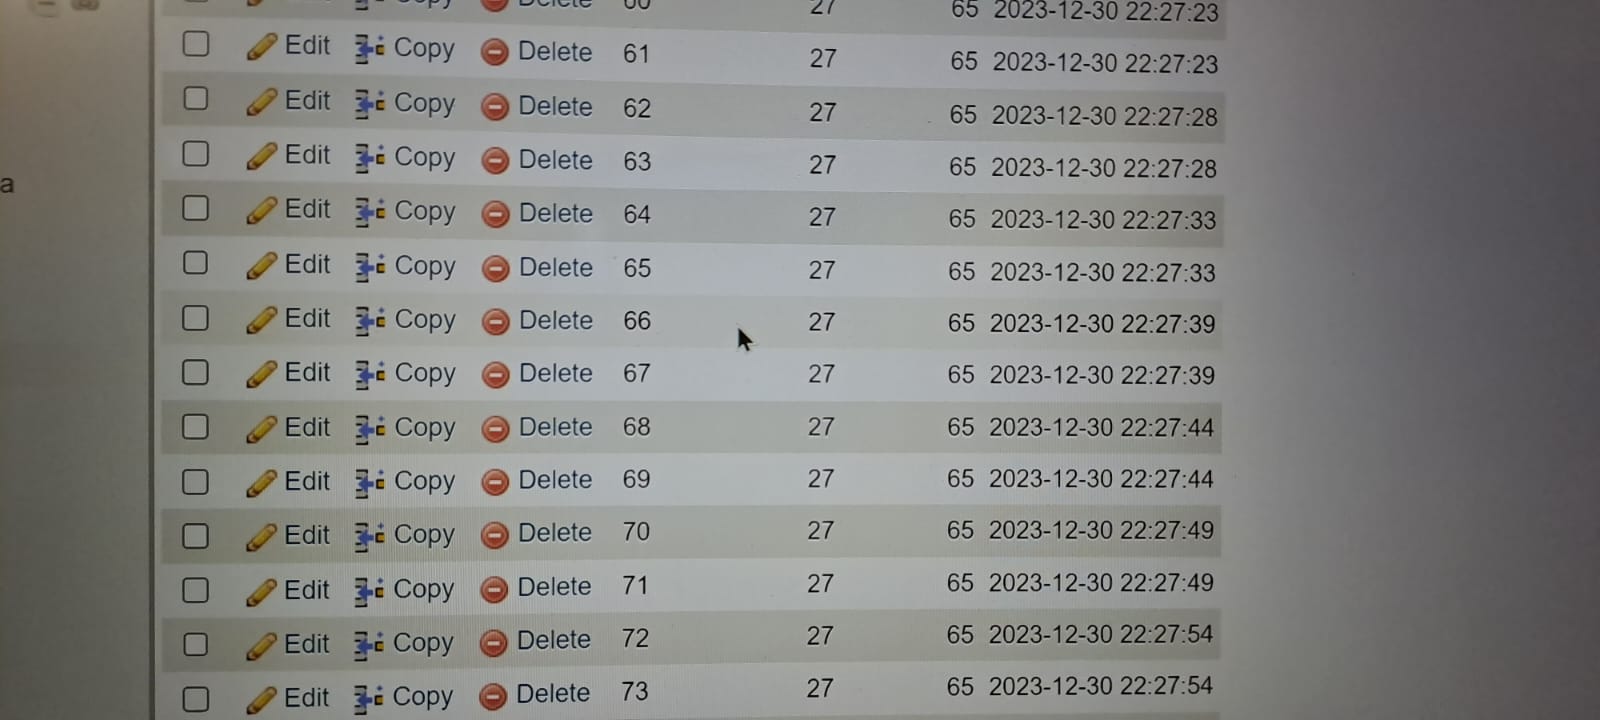 Copy Delete 60 27 65 2023-12-30 22:27:23
Edit Copy Delete 61 27 65 2023-12-30 22:27:23
Edit Copy Delete 62 27 65 2023-12-30 22:27:28
Edit Copy Delete 63 27 65 2023-12-30 22:27:28
a
Edit Copy Delete 64 27 65 2023-12-30 22:27:33
Edit Copy Delete 65 27 65 2023-12-30 22:27:33
Edit Copy Delete 66 27 65 2023-12-30 22:27:39
Edit Copy Delete 67 27 65 2023-12-30 22:27:39
Edit Copy Delete 68 27 65 2023-12-30 22:27:44
Edit Copy Delete 69 27 65 2023-12-30 22:27:44
Edit Copy Delete 70 27 65 2023-12-30 22:27:49
Edit Copy Delete 71 27 65 2023-12-30 22:27:49
Edit Copy Delete 72 27 65 2023-12-30 22:27:54
Edit Copy Delete 73 27 65 2023-12-30 22:27:54